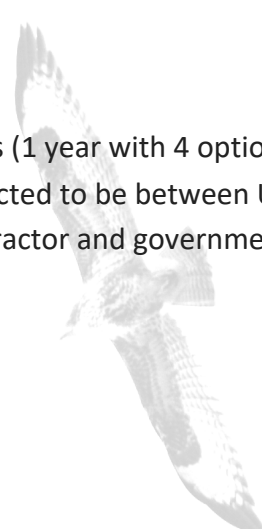 s (1 year with 4 optio
cted to be between U
ractor and governme